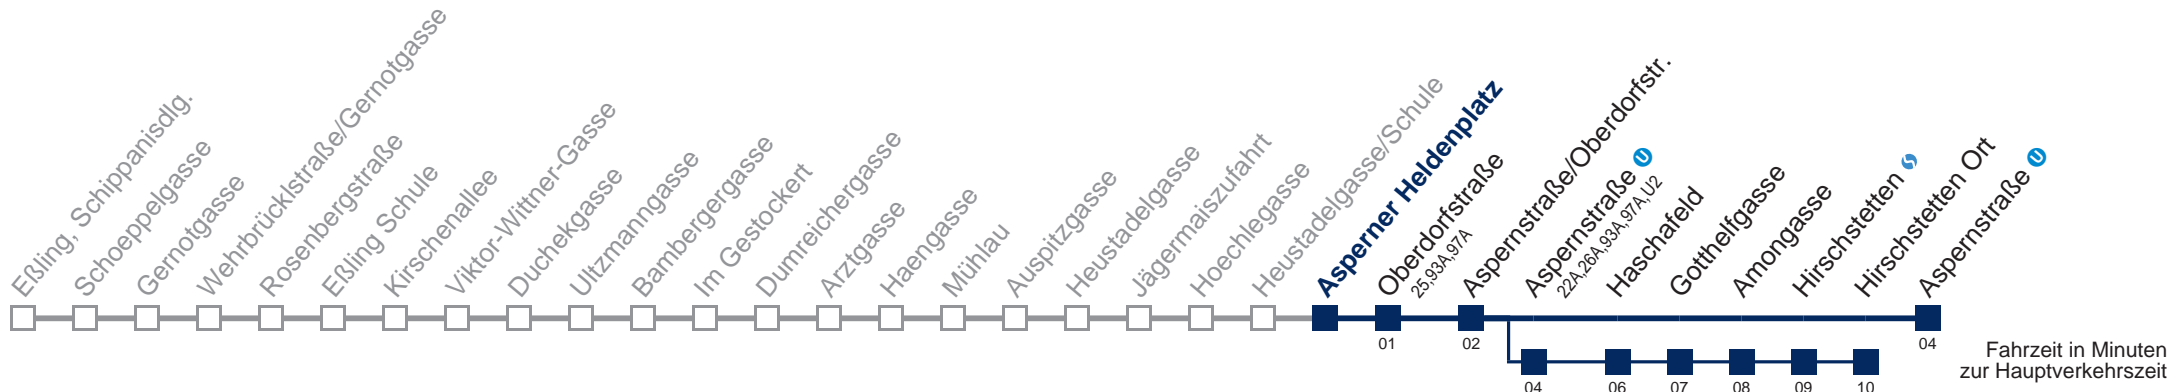 Eßling, Schippanisdlg.
Schoeppelgasse
Gernotgasse
Wehrbrücklstraße/Gernotgasse
Rosenbergstraße
Eßling Schule
Kirschenallee
Viktor-Wittner-Gasse
Duchekgasse
Ultzmanngasse
Bambergergasse
Im Gestockert
Dumreichergasse
Arztgasse
Haengasse
Mühlau
Auspitzgasse
Heustadelgasse
Jägermaiszufahrt
Hoechlegasse
Heustadelgasse/Schule
Asperner Heldenplatz
Oberdorfstraße
25,93A,97A
Aspernstraße/Oberdorfstr.
Aspernstraße U
22A,26A,93A,97A,U2
Haschafeld
Gotthelfgasse
Amongasse
Hirschstetten S
Hirschstetten Ort
Aspernstraße U
01
02
04
04
06
07
08
09
10
Fahrzeit in Minuten
zur Hauptverkehrszeit